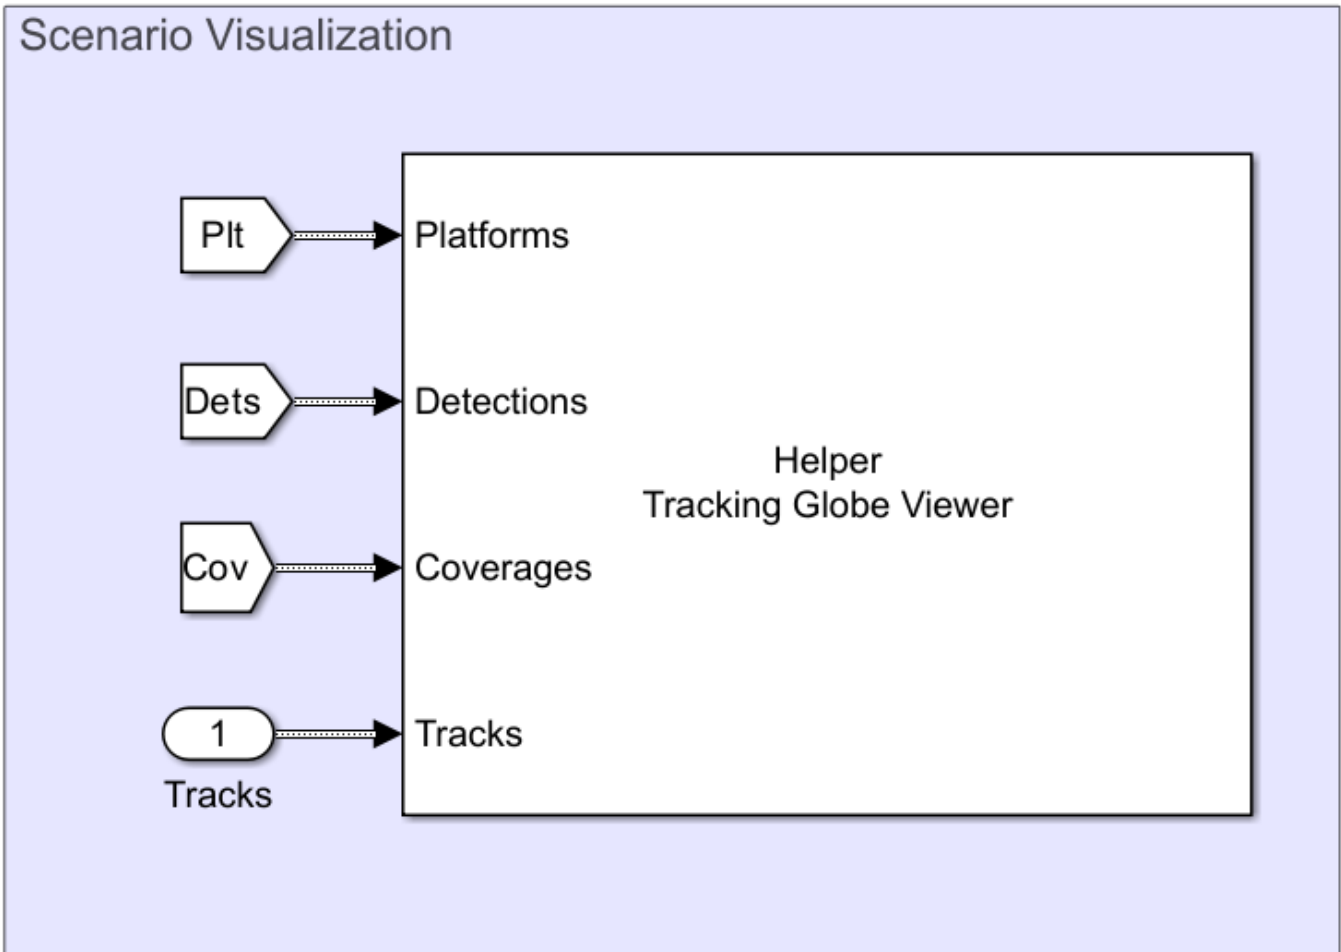 Scenario Visualization
Plt
Platforms
Dets
Detections
Helper
Tracking Globe Viewer
Cov
Coverages
1
Tracks
Tracks